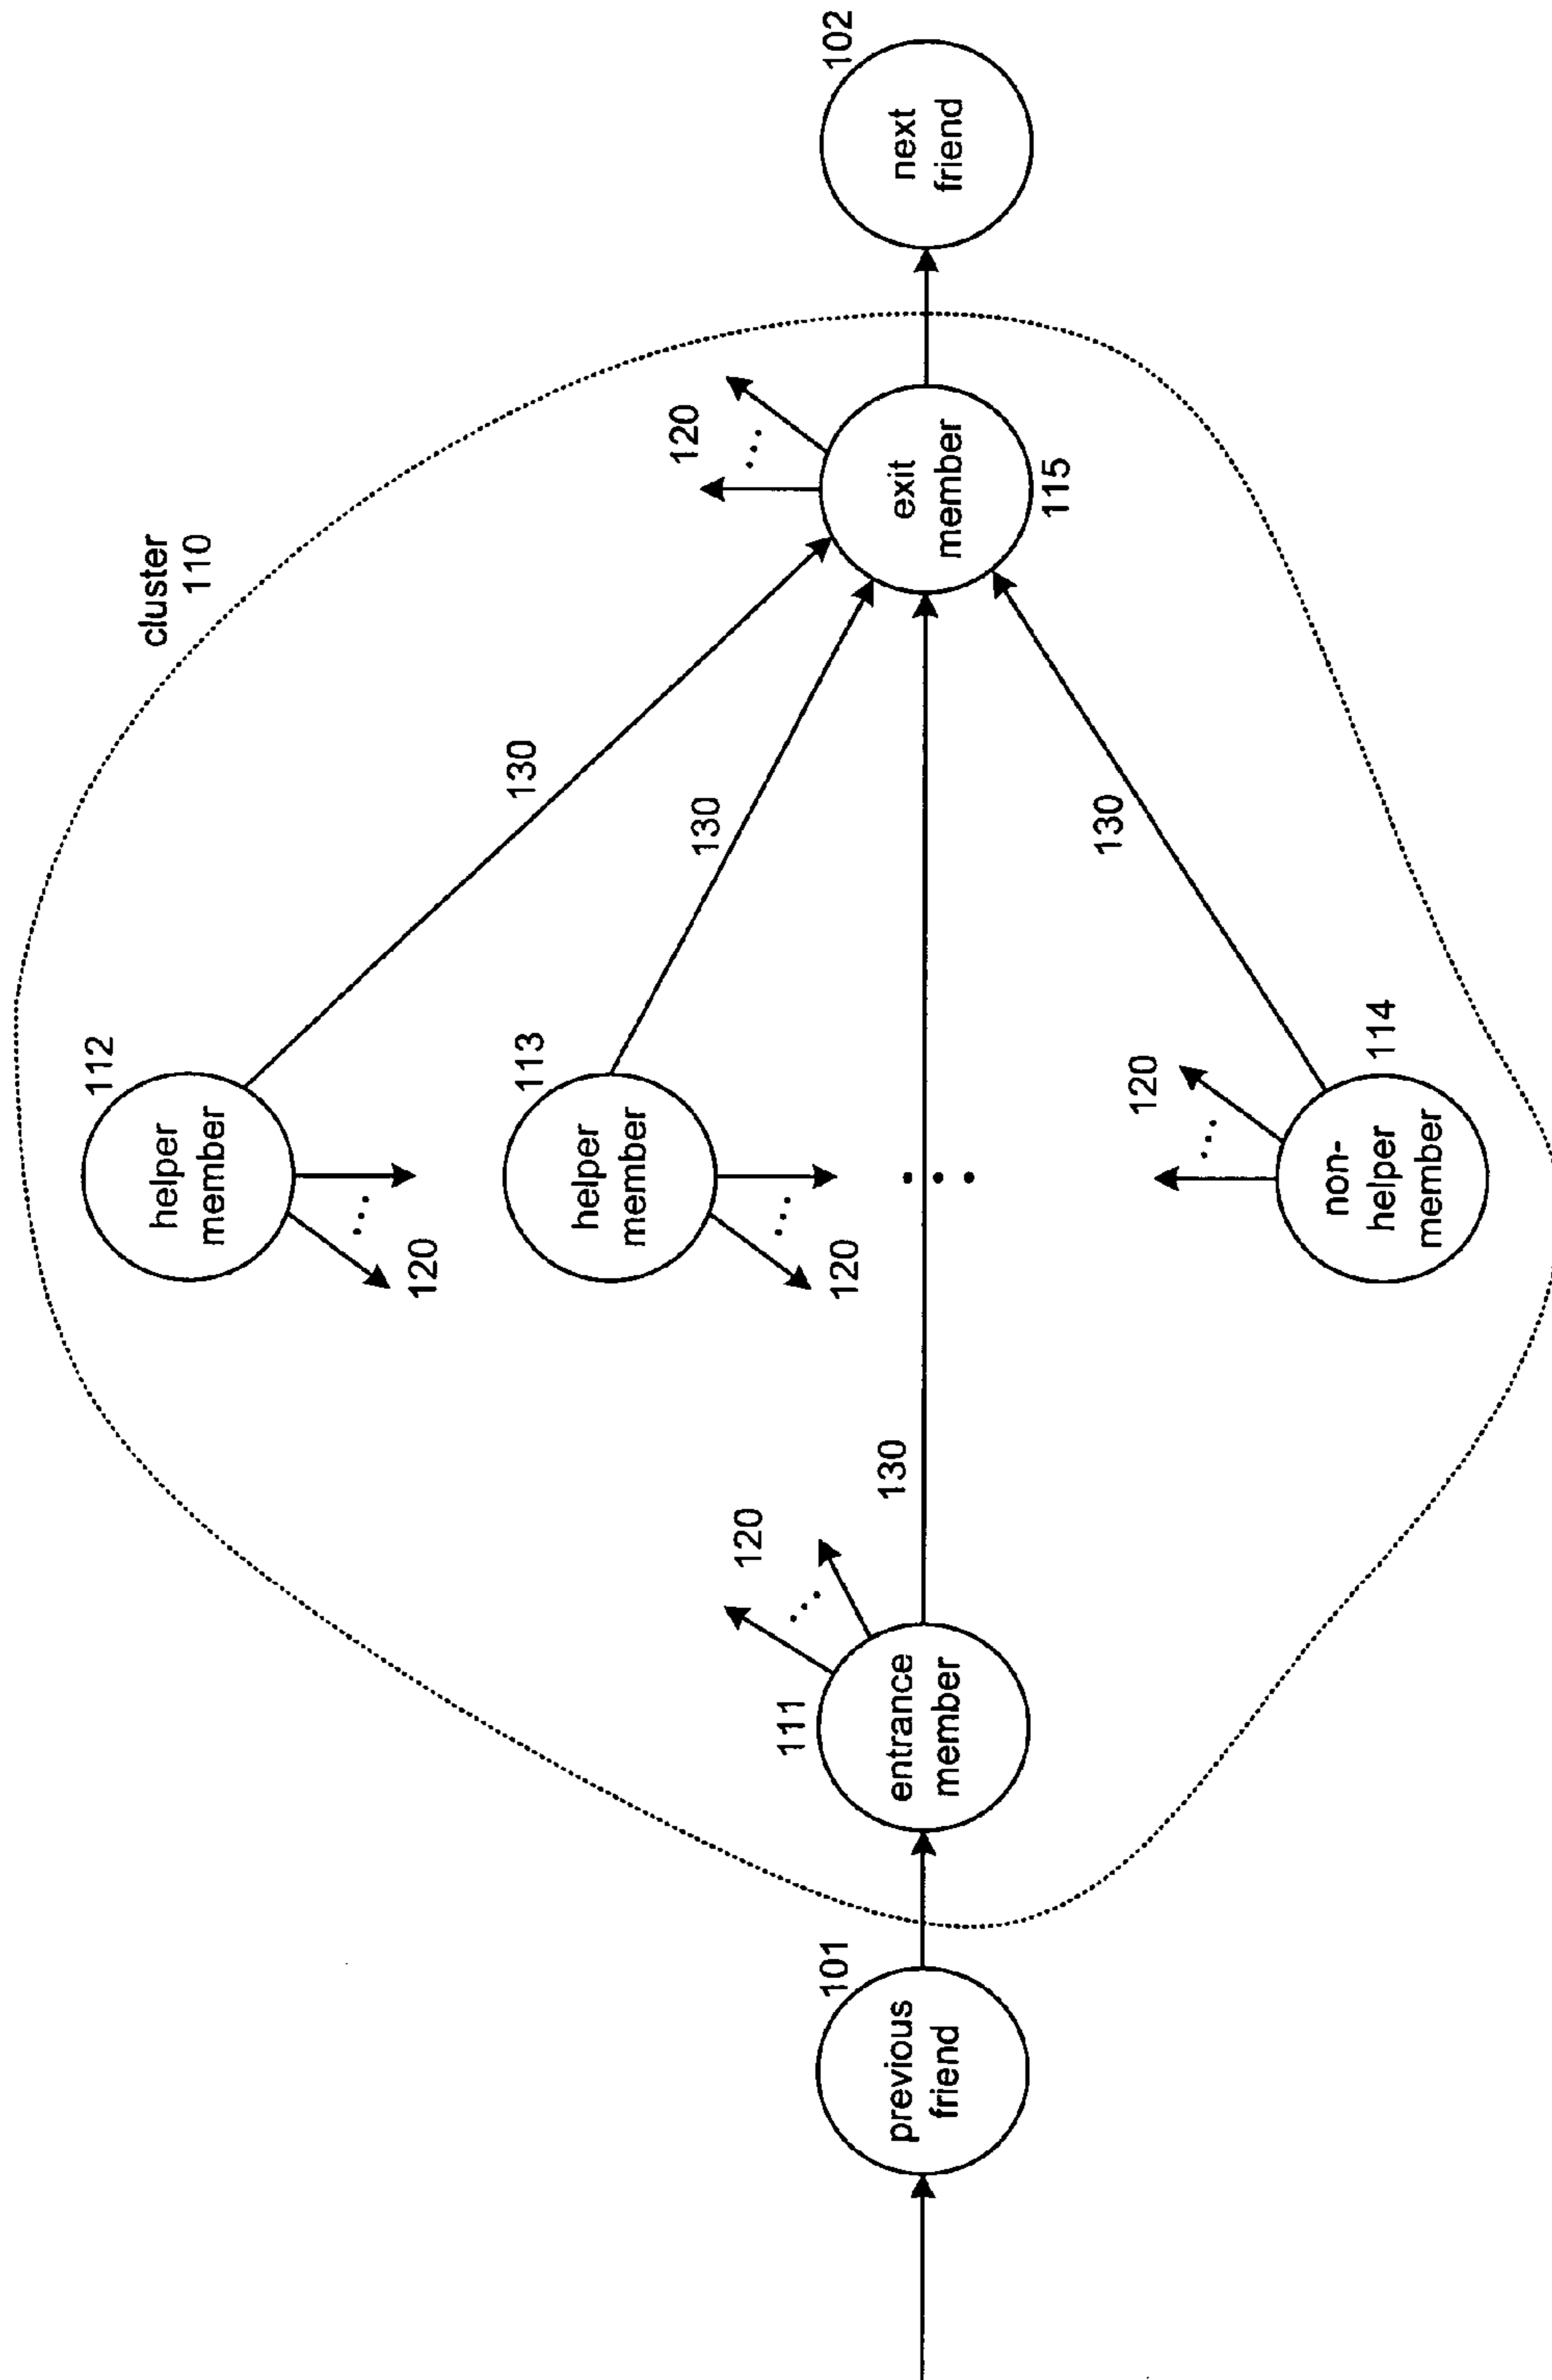 cluster
110
112
helper
member
120
130
113
helper
member
120
130
120
exit
member
115
102
next
friend
101
previous
friend
111
entrance
member
120
130
130
120
non-
helper
member
114